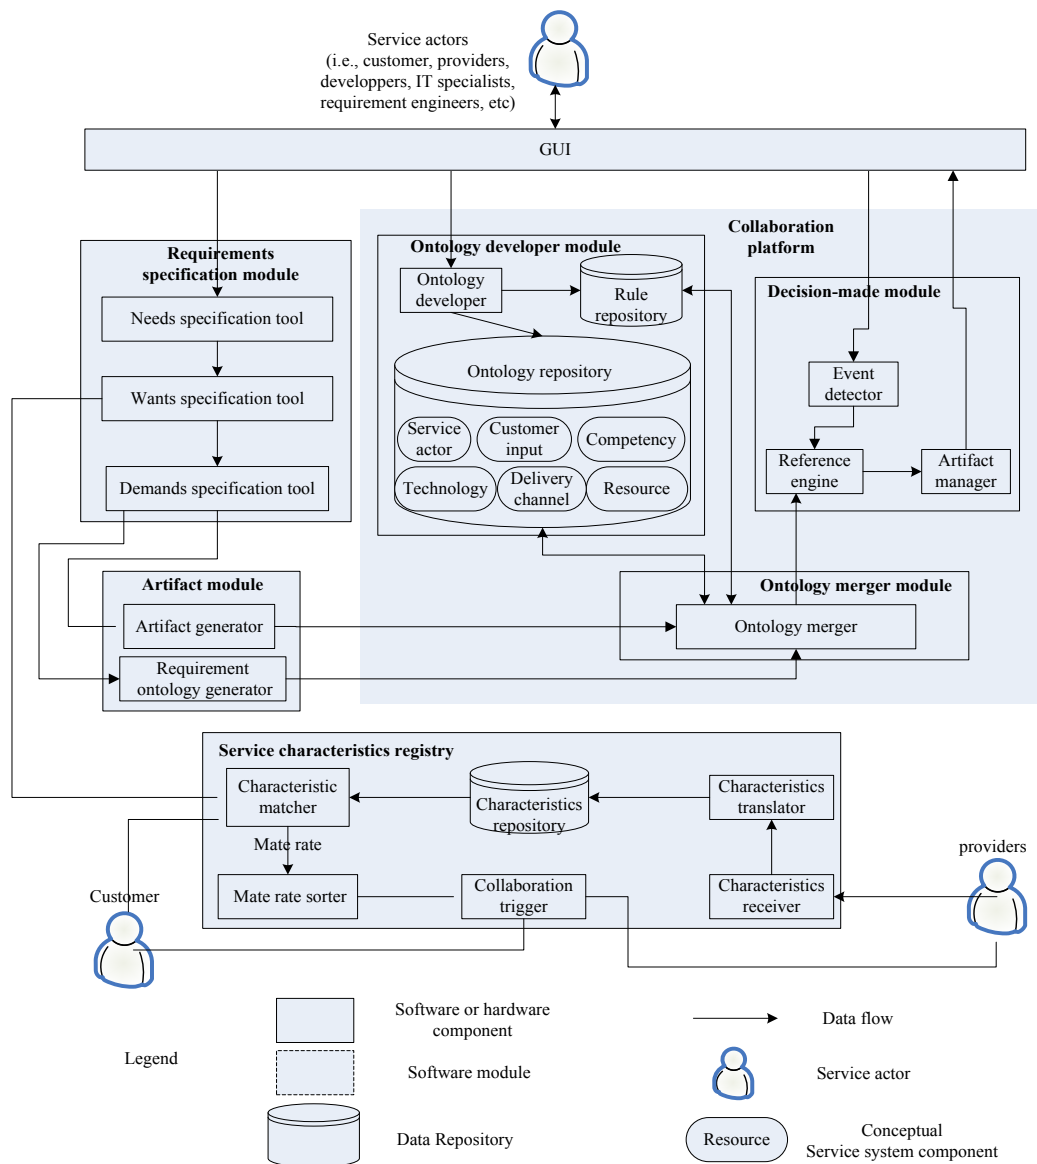 Service actors
(i.e., customer, providers,
developpers, IT specialists,
requirement engineers, etc)
GUI
Collaboration
platform
Requirements
specification module
Needs specification tool
Wants specification tool
Demands specification tool
Ontology developer module
Ontology
developer
Rule
repository
Ontology repository
Service
actor
Customer
input
Competency
Technology
Delivery
channel
Resource
Decision-made module
Event
detector
Reference
engine
Artifact
manager
Artifact module
Artifact generator
Requirement
ontology generator
Ontology merger module
Ontology merger
Service characteristics registry
Characteristic
matcher
Characteristics
repository
Characteristics
translator
Mate rate
Mate rate sorter
Collaboration
trigger
Characteristics
receiver
providers
Customer
Legend
Software or hardware
component
Data flow
Software module
Service actor
Data Repository
Resource
Conceptual
Service system component